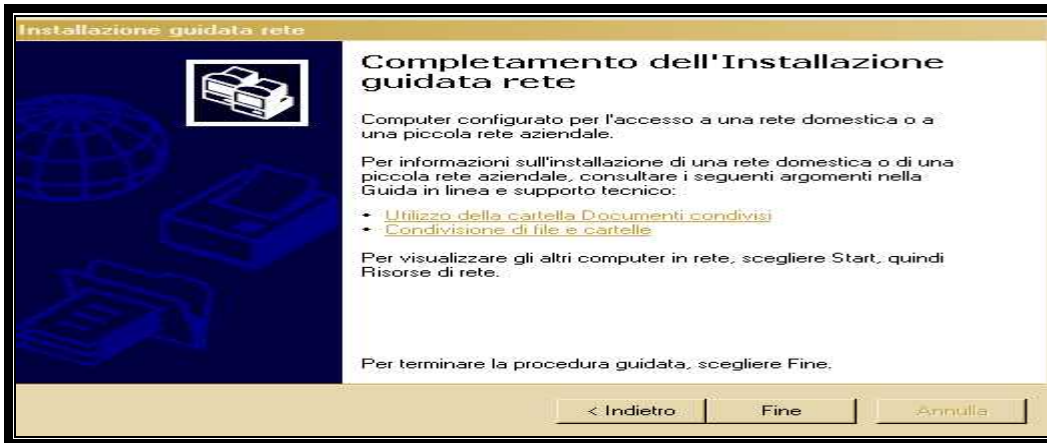 Installazione guidata rete
Completamento dell'Installazione
guidata rete
Computer configurato per l'accesso a una rete domestica o a
una piccola rete aziendale.
Per informazioni sull'installazione di una rete domestica o di una
piccola rete aziendale, consultare i seguenti argomenti nella
Guida in linea e supporto tecnico:
• Utilizzo della cartella Documenti condivisi
• Condivisione di file e cartelle
Per visualizzare gli altri computer in rete, scegliere Start, quindi
Risorse di rete.
Per terminare la procedura guidata, scegliere Fine.
< Indietro Fine Annulla